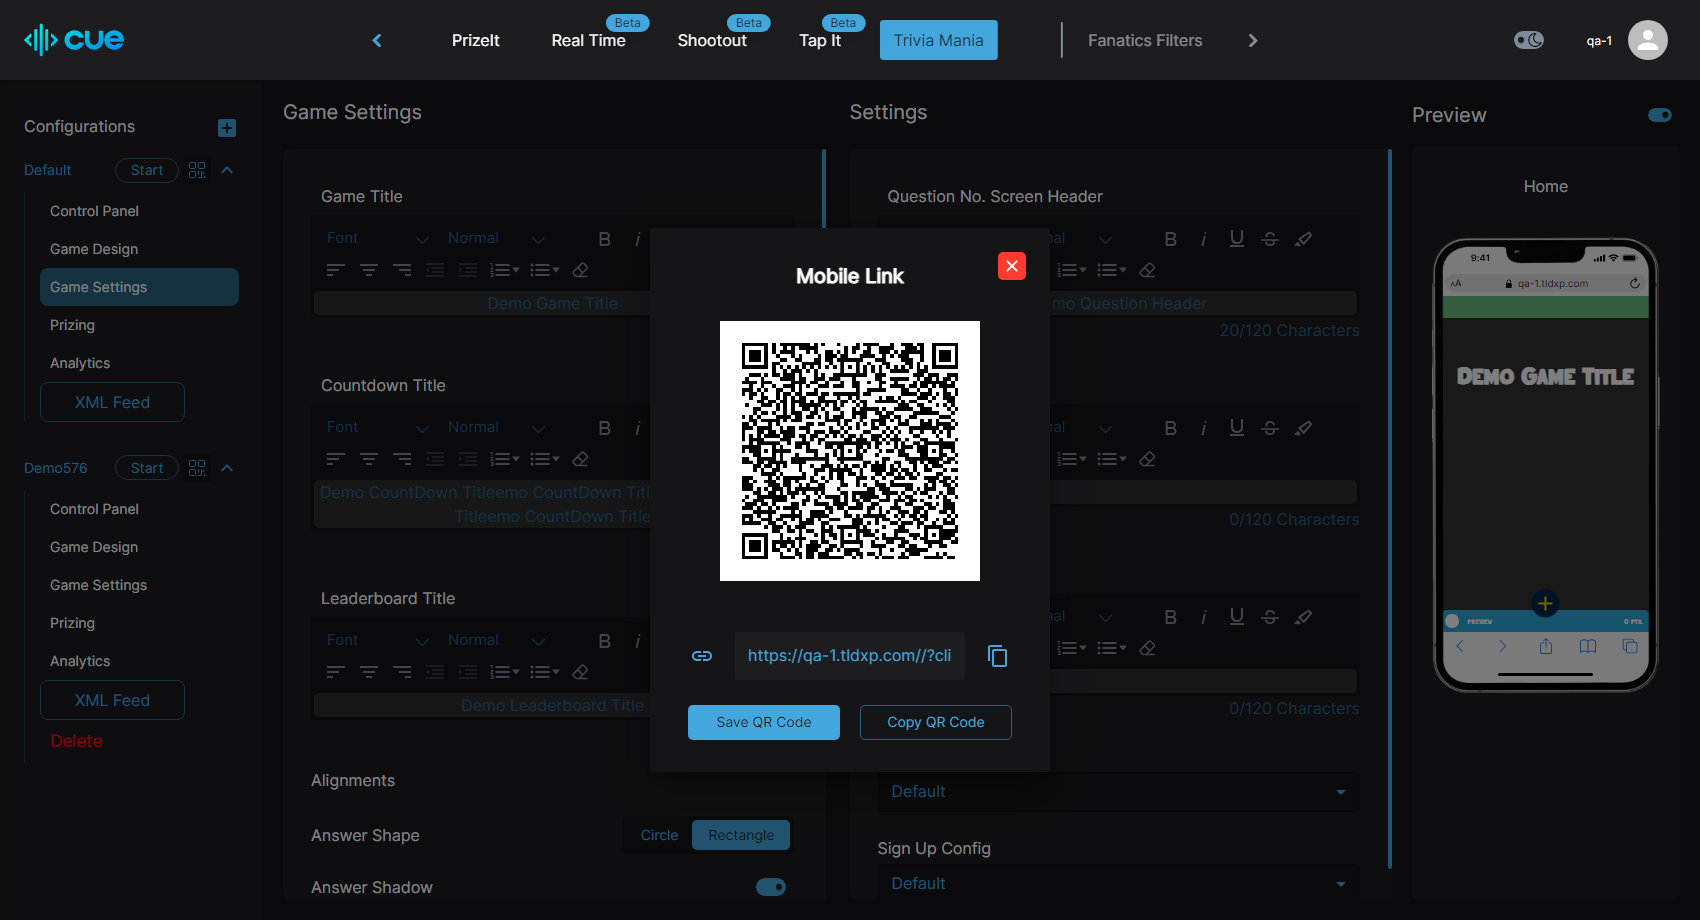 cue
PrizeIt
Real Time
Beta
Shootout
Beta
Tap It
Beta
Trivia Mania
Fanatics Filters
qa-1
Configurations
Default
Start
Control Panel
Game Design
Game Settings
Prizing
Analytics
XML Feed
Demo576
Start
Control Panel
Game Design
Game Settings
Prizing
Analytics
XML Feed
Delete
Game Settings
Game Title
Font
Normal
B
i
Demo Game Title
Countdown Title
Font
Normal
B
i
Demo CountDown Titleemo CountDown Titl
Titleemo CountDown Title
Leaderboard Title
Font
Normal
B
i
Demo Leaderboard Title
Alignments
Answer Shape
Circle
Rectangle
Answer Shadow
Mobile Link
https://qa-1.tldxp.com//?cli
Save QR Code
Copy QR Code
Settings
Question No. Screen Header
al
B
i
U
S
mo Question Header
20/120 Characters
al
B
i
U
S
0/120 Characters
al
B
i
U
S
0/120 Characters
Default
Sign Up Config
Default
Preview
Home
9:41
AA
qa-1.tldxp.com
Demo Game Title
PREVIEW
0 PTS.